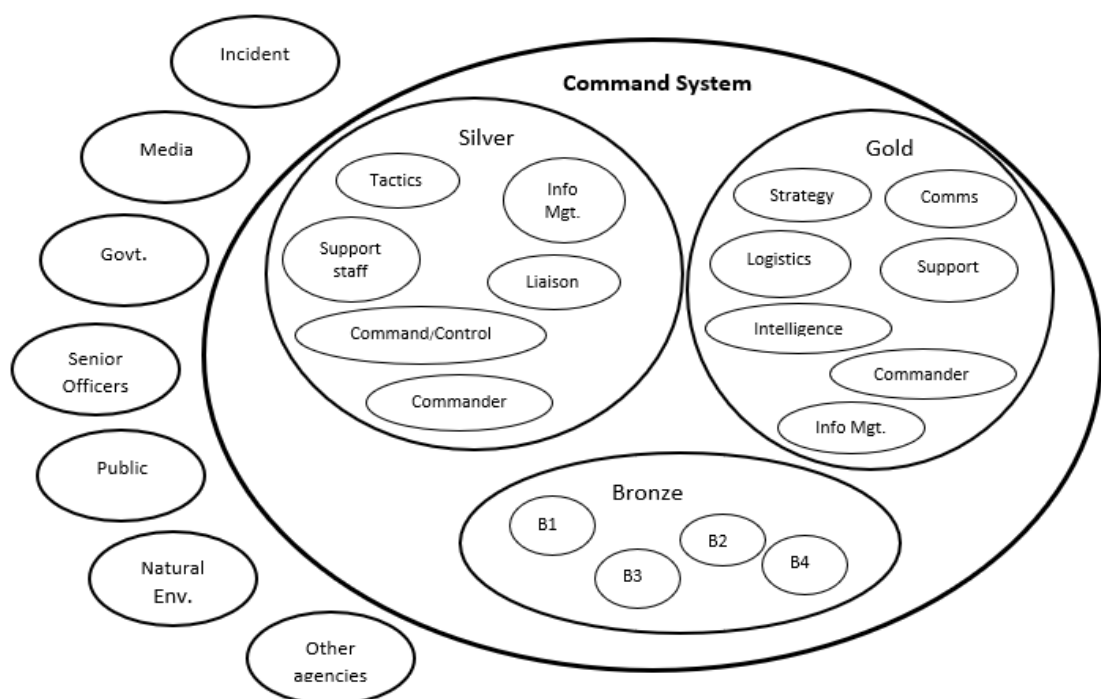 Incident
Media
Govt.
Senior
Officers
Public
Natural
Env.
Other
agencies
Command System
Silver
Tactics
Info
Mgt.
Support
staff
Liaison
Command/Control
Commander
Gold
Strategy
Comms
Logistics
Support
Intelligence
Commander
Info Mgt.
Bronze
B1
B2
B3
B4